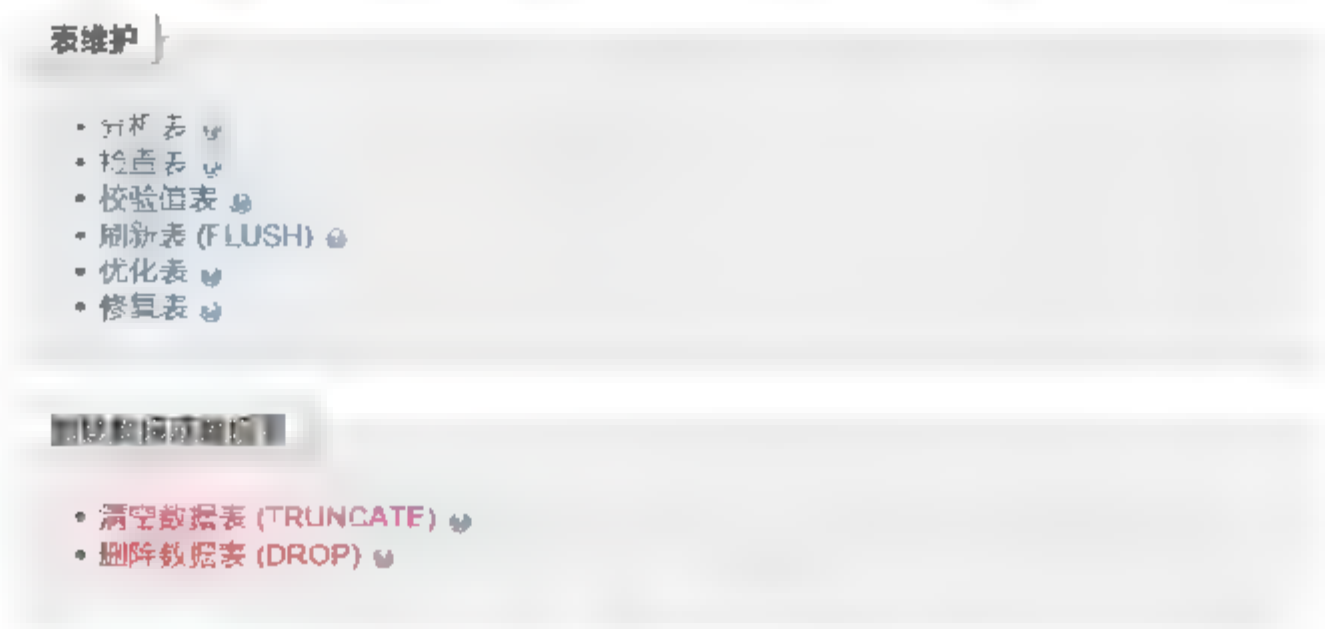 表维护
分析表
检查表
校验值表
刷新表 (FLUSH)
优化表
修复表
清空数据表 (TRUNCATE)
删除数据表 (DROP)